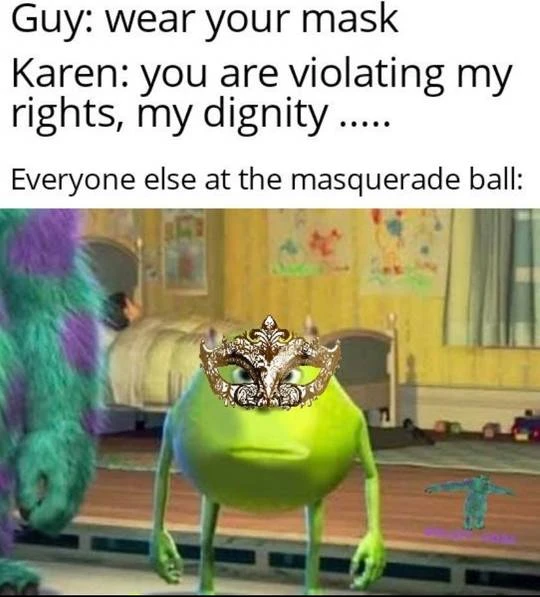 Guy: wear your mask
Karen: you are violating my
rights, my dignity .....
Everyone else at the masquerade ball: